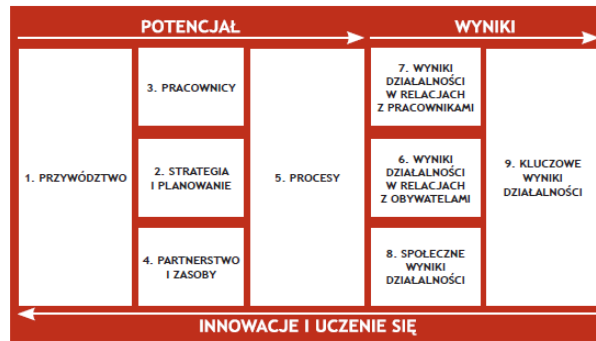 POTENCJAŁ
WYNIKI
1. PRZYWÓDZTWO
3. PRACOWNICY
2. STRATEGIA
I PLANOWANIE
4. PARTNERSTWO
I ZASOBY
5. PROCESY
7. WYNIKI
DZIAŁALNOŚCI
W RELACJACH
Z PRACOWNIKAMI
6. WYNIKI
DZIAŁALNOŚCI
W RELACJACH
Z OBYWATELAMI
8. SPOŁECZNE
WYNIKI
DZIAŁALNOŚCI
9. KLUCZOWE
WYNIKI
DZIAŁALNOŚCI
INNOWACJE I UCZENIE SIĘ